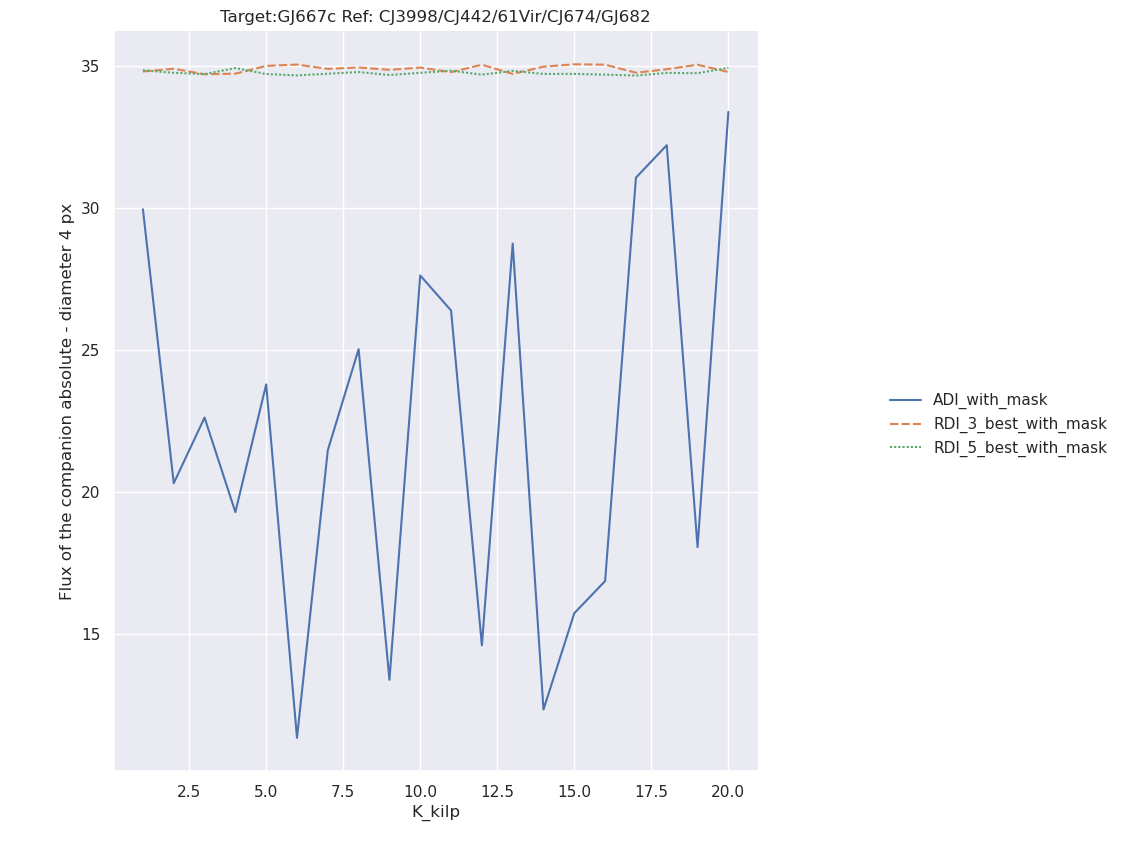 Target:GJ667c Ref: CJ3998/CJ442/61Vir/CJ674/GJ682
35
30
25
20
15
Flux of the companion absolute - diameter 4 px
2.5 5.0 7.5 10.0 12.5 15.0 17.5 20.0
K_kilp
ADI_with_mask
RDI_3_best_with_mask
RDI_5_best_with_mask